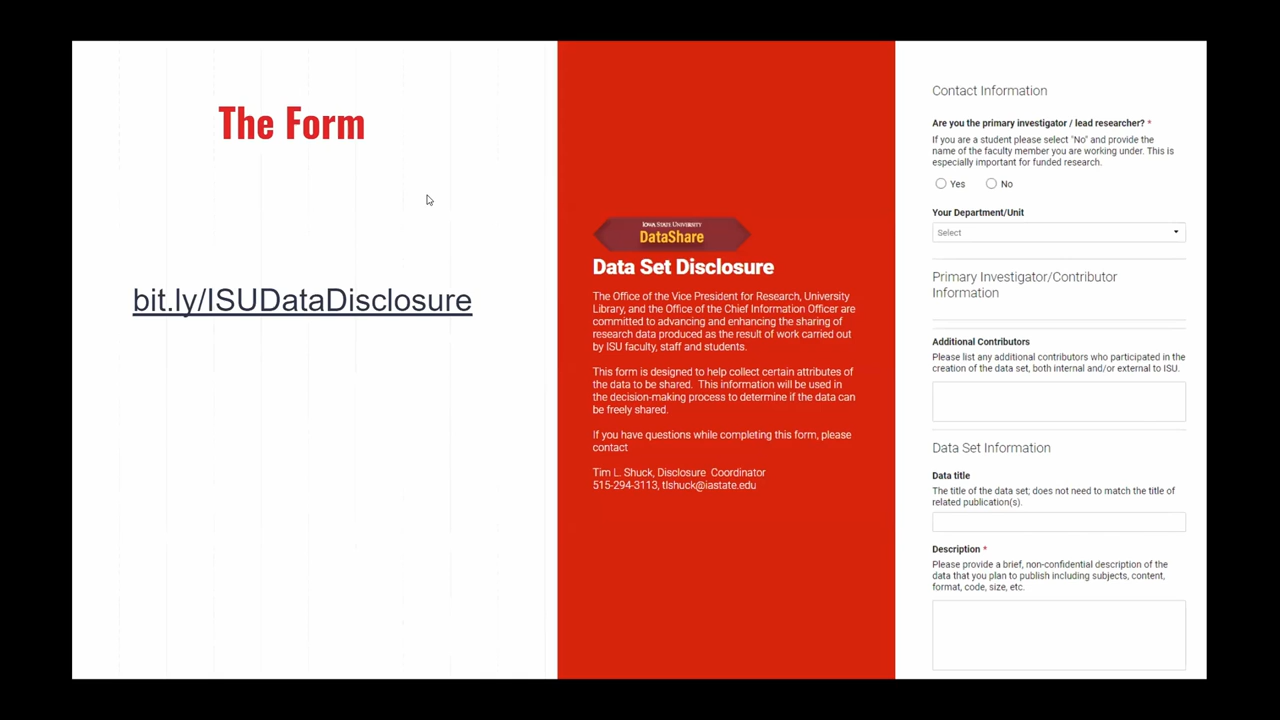 The Form
bit.ly/ISUDataDisclosure
IOWA STATE UNIVERSITY
DataShare
Data Set Disclosure
The Office of the Vice President for Research, University
Library, and the Office of the Chief Information Officer are
committed to advancing and enhancing the sharing of
research data produced as the result of work carried out
by ISU faculty, staff and students.
This form is designed to help collect certain attributes of
the data to be shared. This information will be used in
the decision-making process to determine if the data can
be freely shared.
If you have questions while completing this form, please
contact
Tim L. Shuck, Disclosure Coordinator
515-294-3113, tlshuck@iastate.edu
Contact Information
Are you the primary investigator / lead researcher? *
If you are a student please select "No" and provide the
name of the faculty member you are working under. This is
especially important for funded research.
Yes No
Your Department/Unit
Select
Primary Investigator/Contributor
Information
Additional Contributors
Please list any additional contributors who participated in the
creation of the data set, both internal and/or external to ISU.
Data Set Information
Data title
The title of the data set; does not need to match the title of
related publication(s).
Description *
Please provide a brief, non-confidential description of the
data that you plan to publish including subjects, content,
format, code, size, etc.